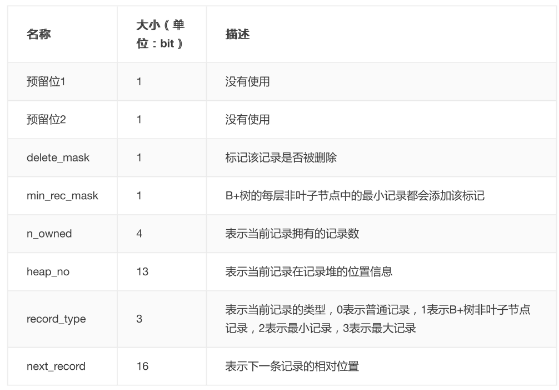 名称 大小（单 描述
位：bit）
预留位1 1 没有使用
预留位2 1 没有使用
delete_mask 1 标记该记录是否被删除
min_rec_mask 1 B+树的每层非叶子节点中的最小记录都会添加该标记
n_owned 4 表示当前记录拥有的记录数
heap_no 13 表示当前记录在记录堆的位置信息
record_type 3 表示当前记录的类型，0表示普通记录，1表示B+树非叶子节点
记录，2表示最小记录，3表示最大记录
next_record 16 表示下一条记录的相对位置